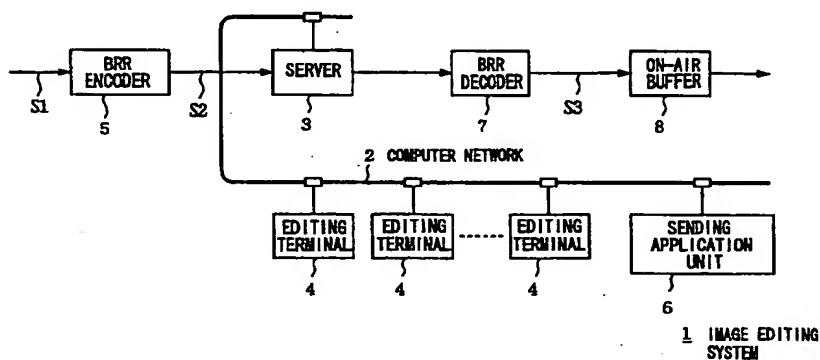 BRR
ENCODER
5
S1
S2
SERVER
3
BRR
DECODER
7
S3
ON-AIR
BUFFER
8
2 COMPUTER NETWORK
EDITING
TERMINAL
4
EDITING
TERMINAL
4
EDITING
TERMINAL
4
SENDING
APPLICATION
UNIT
6
1 IMAGE EDITING
SYSTEM